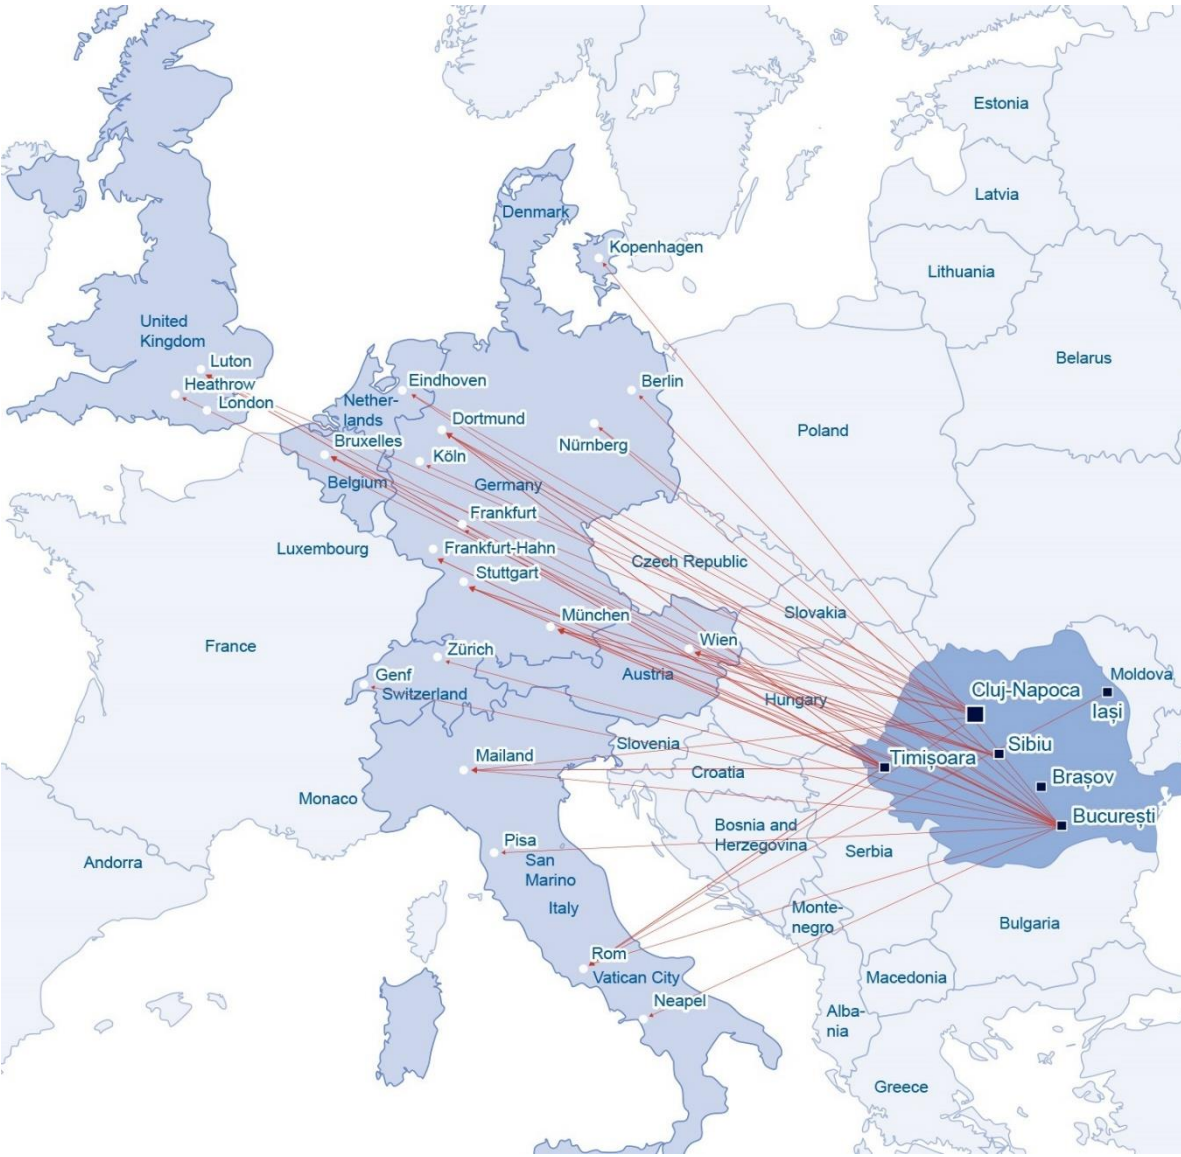 Estonia
Latvia
Denmark
Kopenhagen
Lithuania
United
Kingdom
Belarus
Luton
Heathrow
London
Eindhoven
Berlin
Nether-
lands
Dortmund
Nürnberg
Poland
Bruxelles
Köln
Belgium
Germany
Frankfurt
Luxembourg
Frankfurt-Hahn
Stuttgart
Czech Republic
München
Slovakia
France
Zürich
Wien
Genf
Switzerland
Austria
Hungary
Moldova
Cluj-Napoca
Iași
Slovenia
Sibiu
Mailand
Timișoara
Croatia
Brașov
Monaco
București
Pisa
Bosnia and
Herzegovina
Serbia
Andorra
San
Marino
Italy
Monte-
negro
Bulgaria
Rom
Vatican City
Macedonia
Neapel
Alba-
nia
Greece